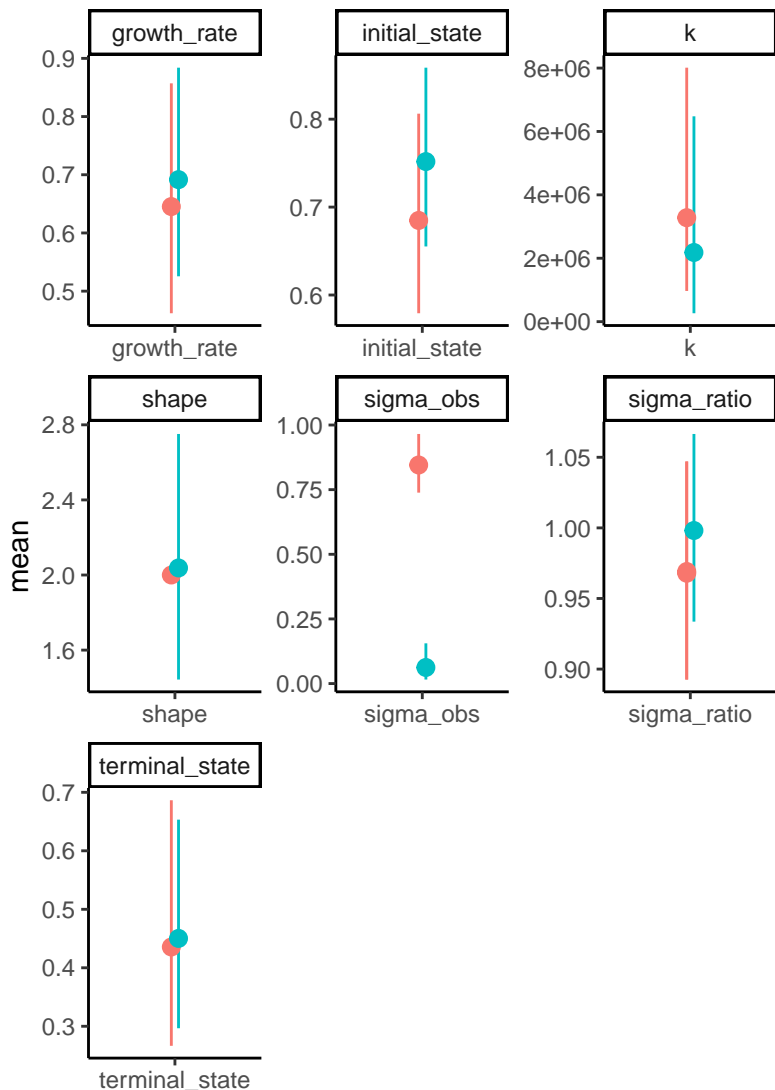 growth_rate
initial_state
k
0.9
0.8
0.7
0.6
0.5
0.8
0.7
0.6
8e+06
6e+06
4e+06
2e+06
0e+00
growth_rate
initial_state
k
shape
sigma_obs
sigma_ratio
mean
2.8
2.4
2.0
1.6
1.00
0.75
0.50
0.25
0.00
1.05
1.00
0.95
0.90
shape
sigma_obs
sigma_ratio
terminal_state
0.7
0.6
0.5
0.4
0.3
terminal_state